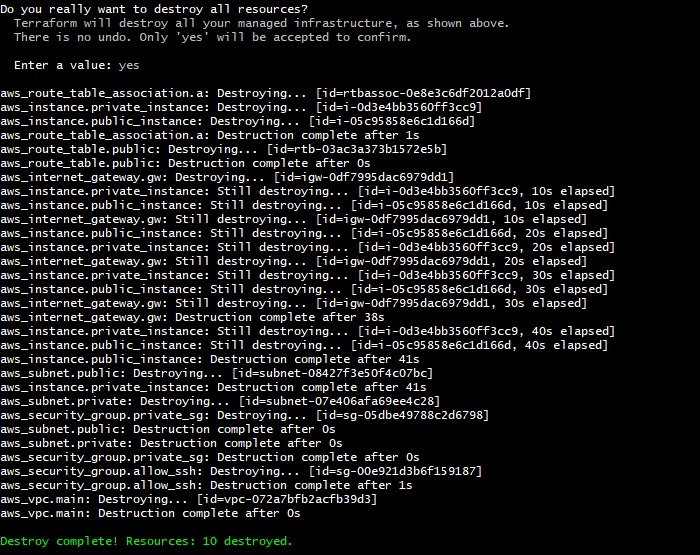 Do you really want to destroy all resources?
  Terraform will destroy all your managed infrastructure, as shown above.
  There is no undo. Only 'yes' will be accepted to confirm.

  Enter a value: yes

aws_route_table_association.a: Destroying... [id=rtbassoc-0e8e3c6df2012a0df]
aws_instance.private_instance: Destroying... [id=i-0d3e4bb3560ff3cc9]
aws_instance.public_instance: Destroying... [id=i-05c95858e6c1d166d]
aws_route_table_association.a: Destruction complete after 1s
aws_route_table.public: Destroying... [id=rtb-03ac3a373b1572e5b]
aws_route_table.public: Destruction complete after 0s
aws_internet_gateway.gw: Destroying... [id=igw-0df7995dac6979dd1]
aws_instance.private_instance: Still destroying... [id=i-0d3e4bb3560ff3cc9, 10s elapsed]
aws_instance.public_instance: Still destroying... [id=i-05c95858e6c1d166d, 10s elapsed]
aws_internet_gateway.gw: Still destroying... [id=igw-0df7995dac6979dd1, 10s elapsed]
aws_instance.public_instance: Still destroying... [id=i-05c95858e6c1d166d, 20s elapsed]
aws_instance.private_instance: Still destroying... [id=i-0d3e4bb3560ff3cc9, 20s elapsed]
aws_internet_gateway.gw: Still destroying... [id=igw-0df7995dac6979dd1, 20s elapsed]
aws_instance.private_instance: Still destroying... [id=i-0d3e4bb3560ff3cc9, 30s elapsed]
aws_instance.public_instance: Still destroying... [id=i-05c95858e6c1d166d, 30s elapsed]
aws_internet_gateway.gw: Still destroying... [id=igw-0df7995dac6979dd1, 30s elapsed]
aws_internet_gateway.gw: Destruction complete after 38s
aws_instance.private_instance: Still destroying... [id=i-0d3e4bb3560ff3cc9, 40s elapsed]
aws_instance.public_instance: Still destroying... [id=i-05c95858e6c1d166d, 40s elapsed]
aws_instance.public_instance: Destruction complete after 41s
aws_subnet.public: Destroying... [id=subnet-08427f3e50f4c07bc]
aws_instance.private_instance: Destruction complete after 41s
aws_subnet.private: Destroying... [id=subnet-07e406afa69ee4c28]
aws_security_group.private_sg: Destroying... [id=sg-05dbe49788c2d6798]
aws_subnet.public: Destruction complete after 0s
aws_subnet.private: Destruction complete after 0s
aws_security_group.private_sg: Destruction complete after 0s
aws_security_group.allow_ssh: Destroying... [id=sg-00e921d3b6f159187]
aws_security_group.allow_ssh: Destruction complete after 1s
aws_vpc.main: Destroying... [id=vpc-072a7bfb2acfb39d3]
aws_vpc.main: Destruction complete after 0s

Destroy complete! Resources: 10 destroyed.